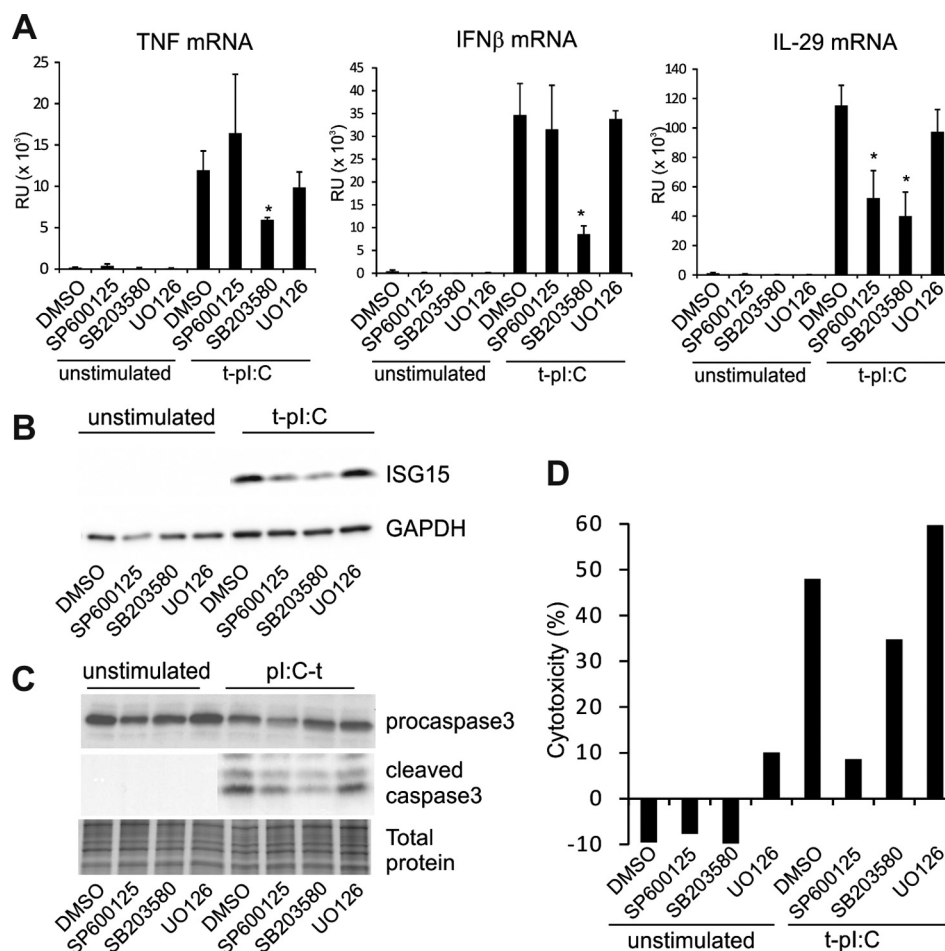 A
TNF mRNA
IFNβ mRNA
IL-29 mRNA
RU (x 10³)
25
20
15
10
5
0
DMSO
SP600125
SB203580
UO126
DMSO
SP600125
SB203580
UO126
unstimulated
t-pI:C
*
RU (x 10³)
45
40
35
30
25
20
15
10
5
0
DMSO
SP600125
SB203580
UO126
DMSO
SP600125
SB203580
UO126
unstimulated
t-pI:C
*
RU (x 10³)
140
120
100
80
60
40
20
0
DMSO
SP600125
SB203580
UO126
DMSO
SP600125
SB203580
UO126
unstimulated
t-pI:C
*
*
B
unstimulated
t-pI:C
ISG15
GAPDH
DMSO
SP600125
SB203580
UO126
DMSO
SP600125
SB203580
UO126
C
unstimulated
pI:C-t
procaspase3
cleaved
caspase3
Total
protein
DMSO
SP600125
SB203580
UO126
DMSO
SP600125
SB203580
UO126
D
Cytotoxicity (%)
60
50
40
30
20
10
0
-10
DMSO
SP600125
SB203580
UO126
DMSO
SP600125
SB203580
UO126
unstimulated
t-pI:C